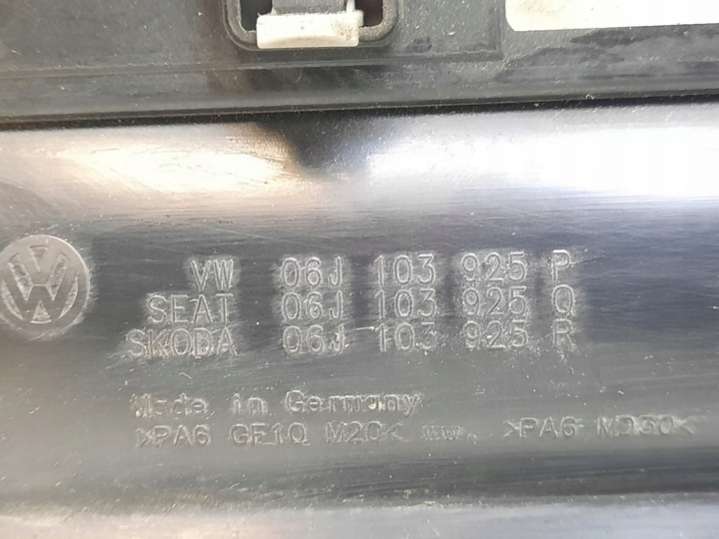 VW 06J 103 925 P
SEAT 06J 103 925 Q
SKODA 06J 103 925 R
Made in Germany
>PA6 GF10 M20< >PA6 MD30<